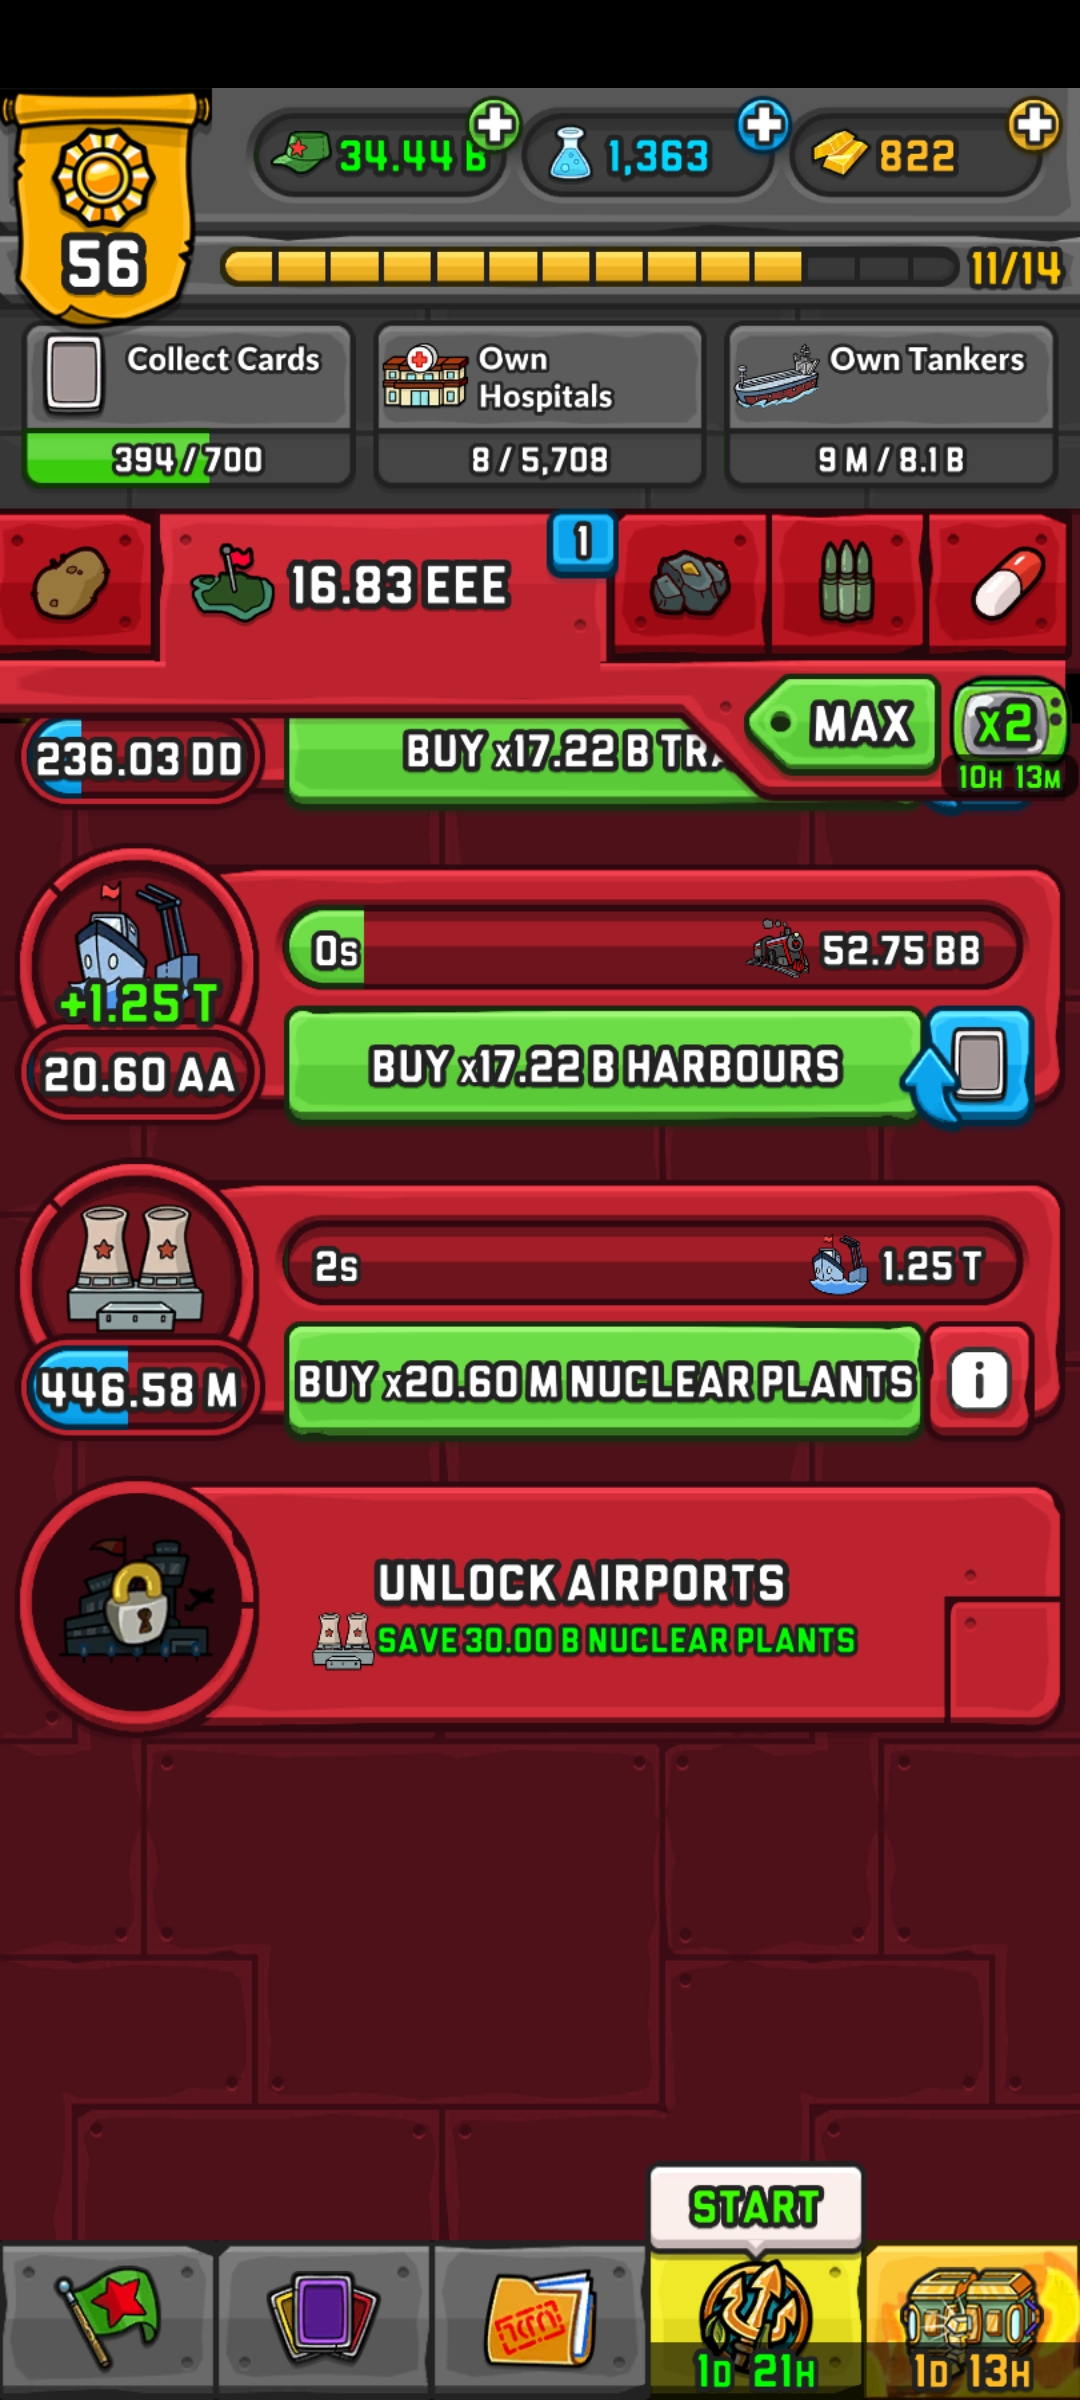 34.44 B
1,363
822
56
11/14
Collect Cards
394/700
Own
Hospitals
8/5,708
Own Tankers
9 M/8.1 B
16.83 EEE
1
MAX
x2
10H 13M
236.03 DD
BUY x17.22 B TRA
0s
52.75 BB
+1.25 T
20.60 AA
BUY x17.22 B HARBOURS
2s
1.25 T
446.58 M
BUY x20.60 M NUCLEAR PLANTS
i
UNLOCK AIRPORTS
SAVE 30.00 B NUCLEAR PLANTS
START
1D 21H
1D 13H